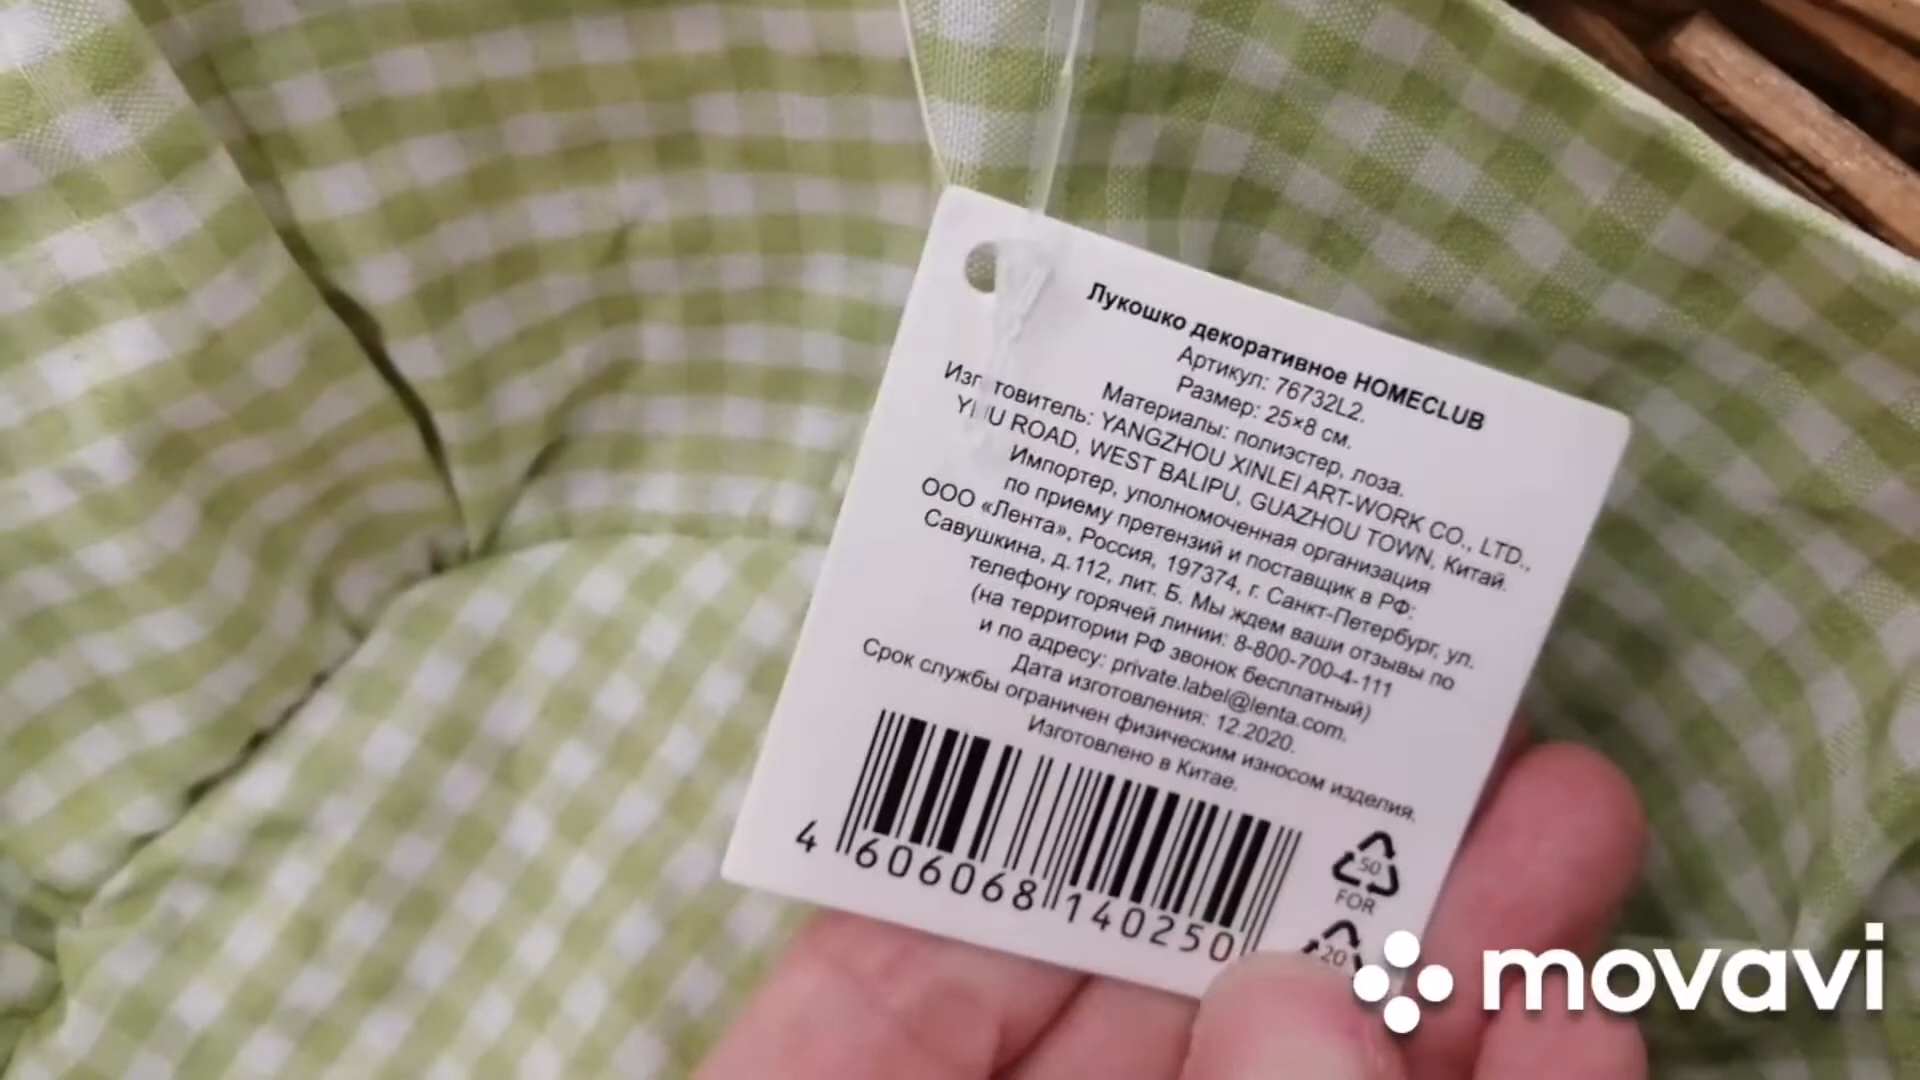 Лукошко декоративное HOMECLUB
Артикул: 76732L2.
Размер: 25×8 см.
Материалы: полиэстер, лоза.
Изготовитель: YANGZHOU XINLEI ART-WORK CO., LTD.,
ROAD, WEST BALIPU, GUAZHOU TOWN, Китай.
Импортер, уполномоченная организация
по приему претензий и поставщик в РФ:
ООО «Лента», Россия, 197374, г. Санкт-Петербург, ул.
Савушкина, д.112, лит. Б. Мы ждем ваши отзывы по
телефону горячей линии: 8-800-700-4-111
(на территории РФ звонок бесплатный)
и по адресу: private.label@lenta.com.
Дата изготовления: 12.2020.
Срок службы ограничен физическим износом изделия.
Изготовлено в Китае.
4 606068 140250
50
FOR
20
movavi